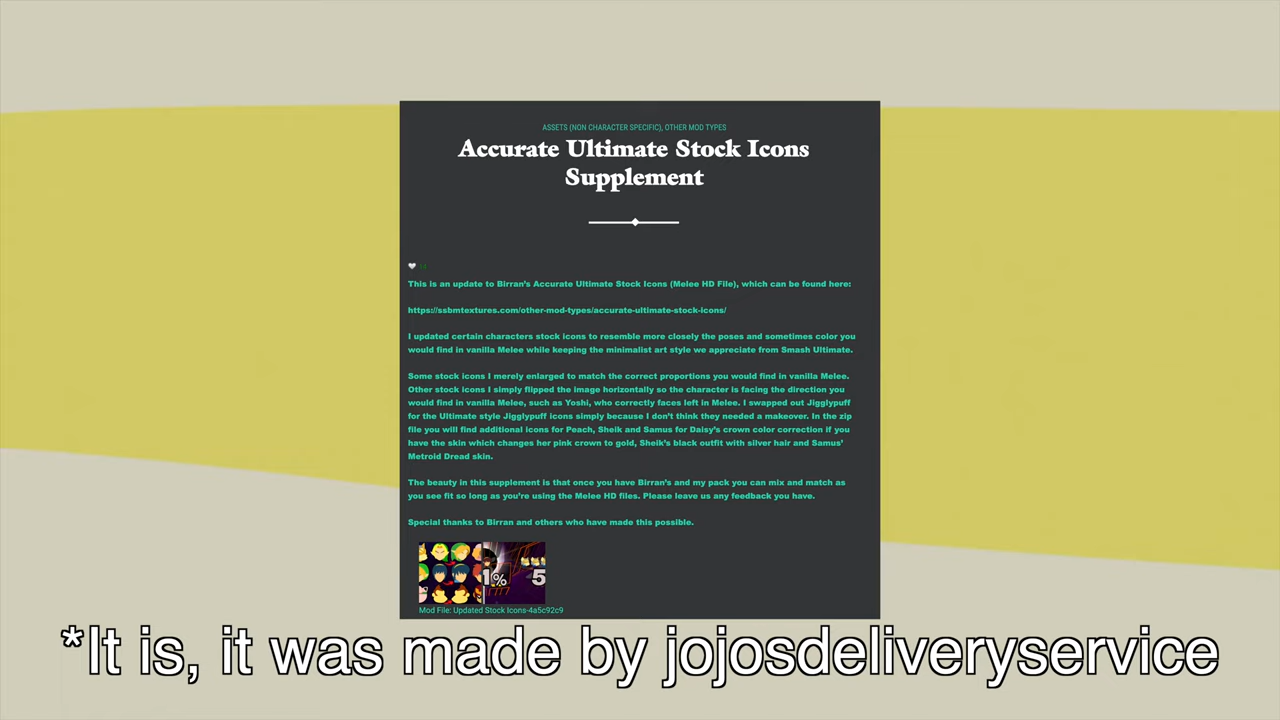 ASSETS (NON CHARACTER SPECIFIC), OTHER MOD TYPES
Accurate Ultimate Stock Icons
Supplement
This is an update to Birran's Accurate Ultimate Stock Icons (Melee HD File), which can be found here:
https://ssbmtextures.com/other-mod-types/accurate-ultimate-stock-icons/
I updated certain characters stock icons to resemble more closely the poses and sometimes color you
would find in vanilla Melee while keeping the minimalist art style we appreciate from Smash Ultimate.
Some stock icons I merely enlarged to match the correct proportions you would find in vanilla Melee.
Other stock icons I simply flipped the image horizontally so the character is facing the direction you
would find in vanilla Melee, such as Yoshi, who correctly faces left in Melee. I swapped out Jigglypuff
for the Ultimate style Jigglypuff icons simply because I don't think they needed a makeover. In the zip
file you will find additional icons for Peach, Sheik and Samus for Daisy's crown color correction if you
have the skin which changes her pink crown to gold, Sheik's black outfit with silver hair and Samus'
Metroid Dread skin.
The beauty in this supplement is that once you have Birran's and my pack you can mix and match as
you see fit so long as you're using the Melee HD files. Please leave us any feedback you have.
Special thanks to Birran and others who have made this possible.
1% 5
Mod File: Updated Stock Icons-4a5c92c9
*It is, it was made by jojosdeliveryservice